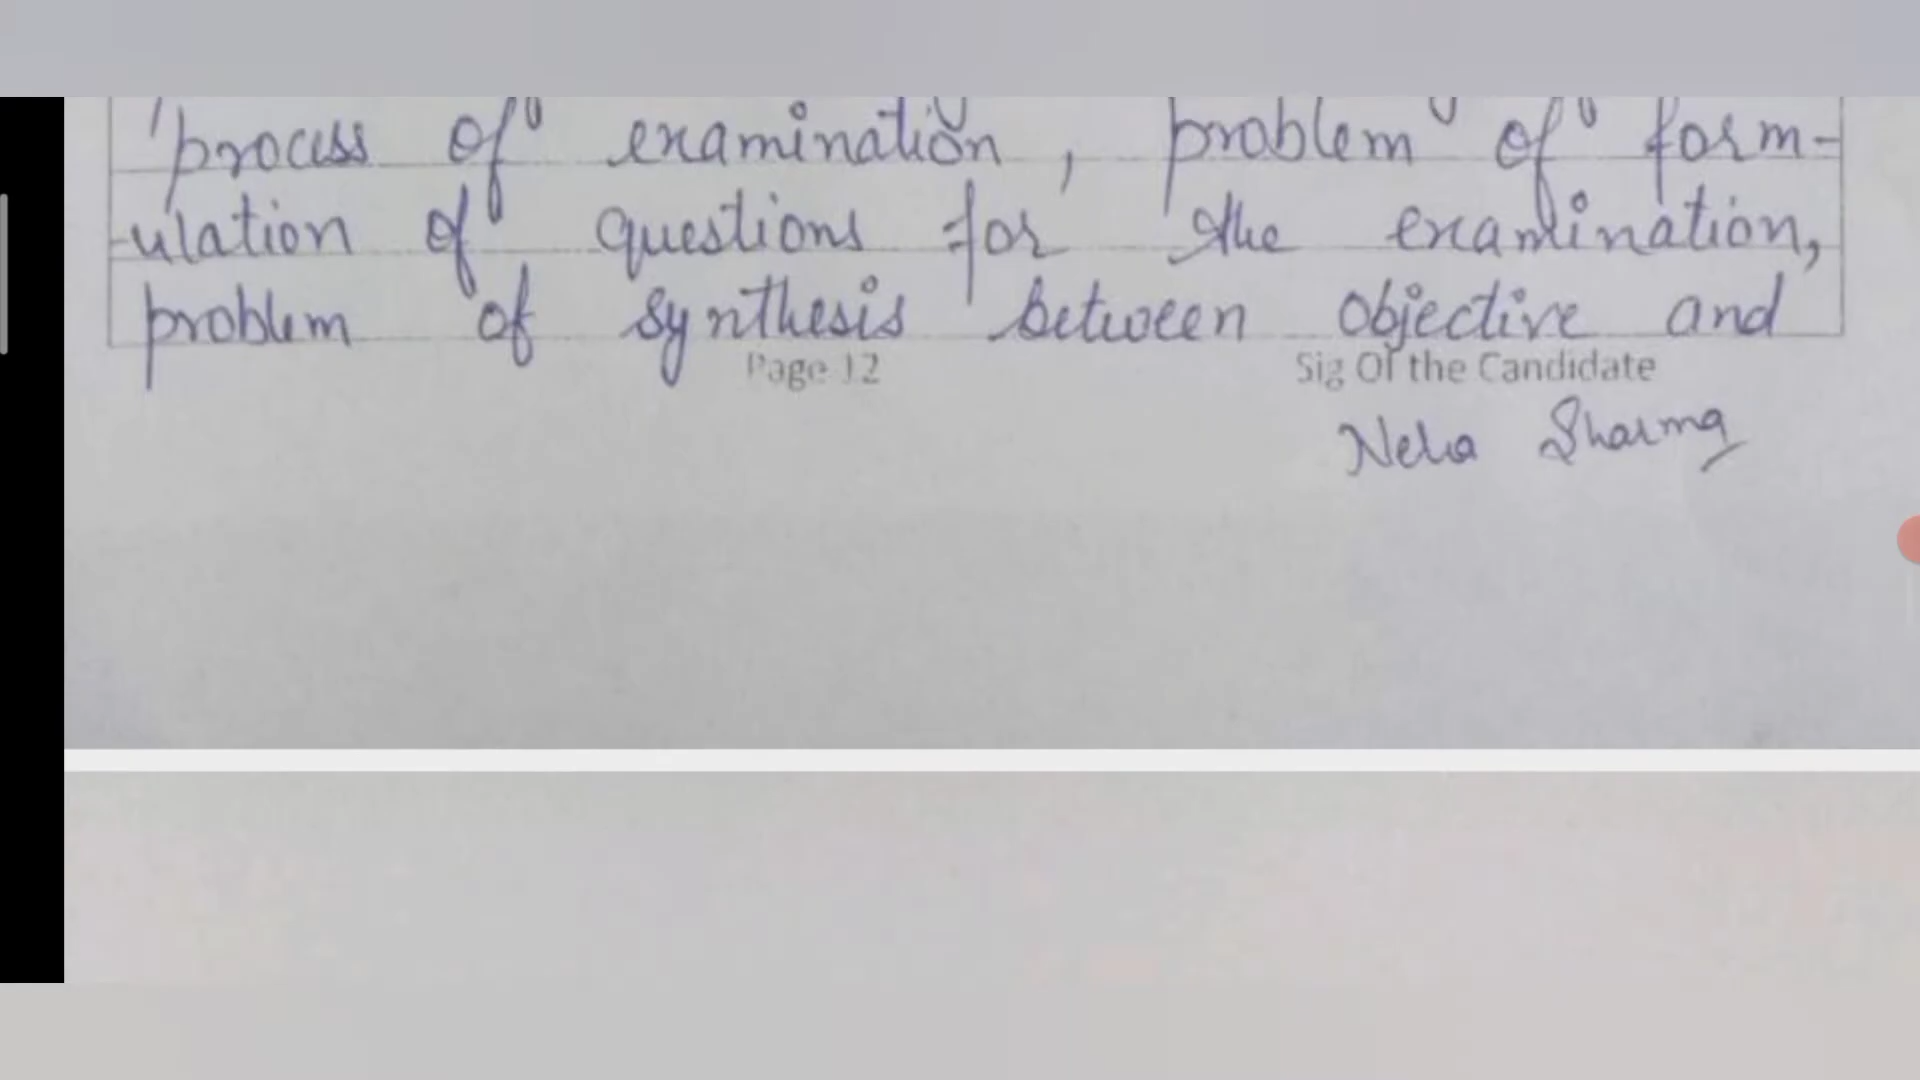 process of examination, problem of form-
-ulation of questions for the examination,
problem of synthesis between objective and
Page 12 Sig Of the Candidate
Neha Sharma